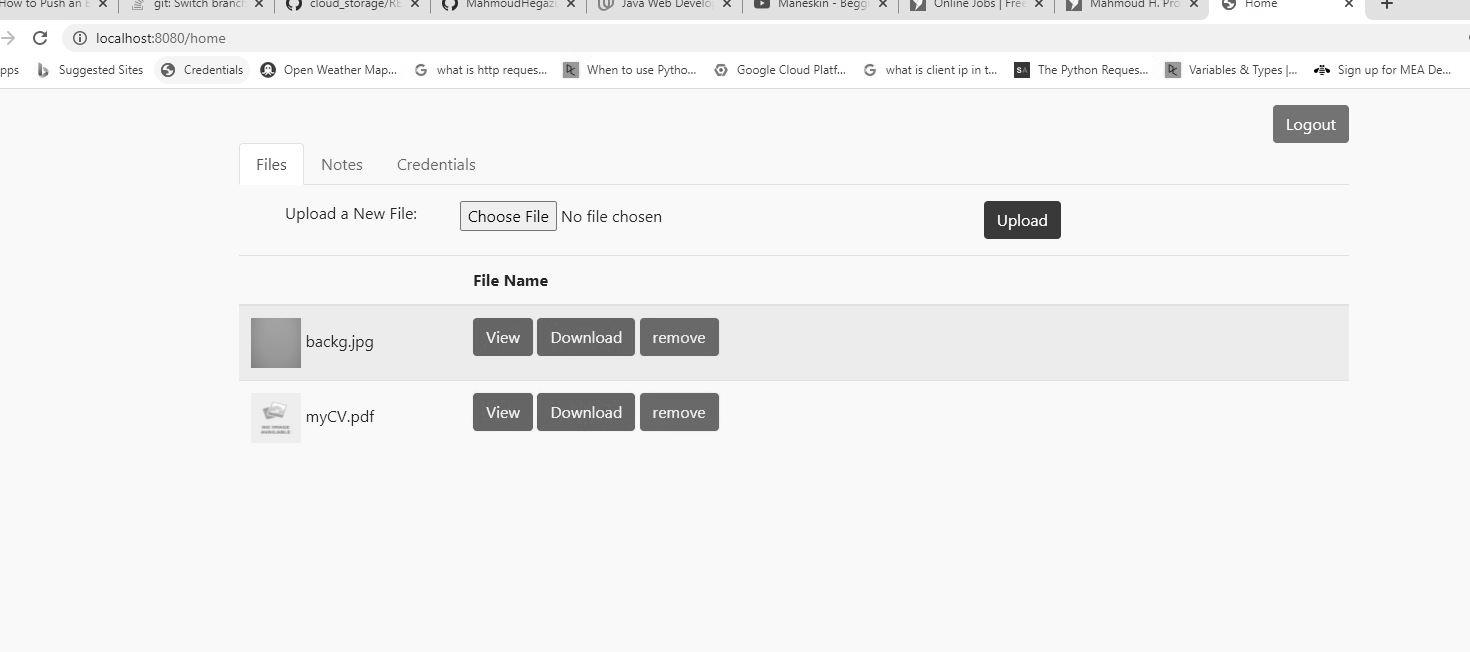 How to Push an E
git: Switch branch
cloud_storage/RE
MahmoudHegazi
Java Web Develop
Maneskin - Begg
Online Jobs | Free
Mahmoud H. Pro
Home
localhost:8080/home
pps
Suggested Sites
Credentials
Open Weather Map...
what is http reques...
When to use Pytho...
Google Cloud Platf...
what is client ip in t...
The Python Reques...
Variables & Types |...
Sign up for MEA De...
Logout
Files
Notes
Credentials
Upload a New File:
Choose File No file chosen
Upload
File Name
backg.jpg
View
Download
remove
NO IMAGE
AVAILABLE
myCV.pdf
View
Download
remove